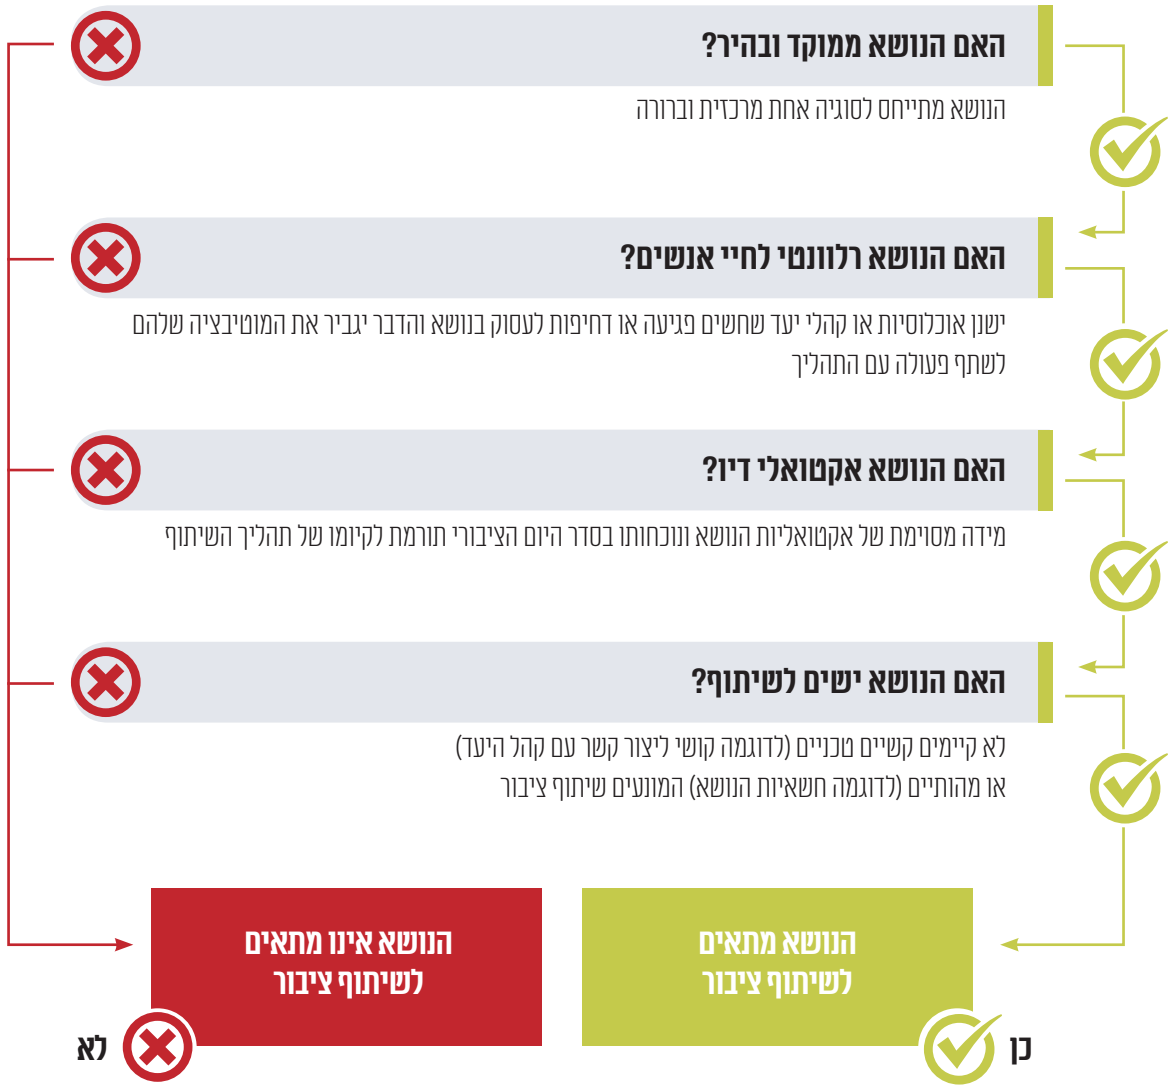 האם הנושא ממוקד ובהיר?
הנושא מתייחס לסוגיה אחת מרכזית וברורה
האם הנושא רלוונטי לחיי אנשים?
ישנן אוכלוסיות או קהלי יעד שחשים פגיעה או דחיפות לעסוק בנושא והדבר יגביר את המוטיבציה שלהם
לשתף פעולה עם התהליך
האם הנושא אקטואלי דיו?
מידה מסוימת של אקטואליות הנושא ונוכחותו בסדר היום הציבורי תורמת לקיומו של תהליך השיתוף
האם הנושא ישים לשיתוף?
לא קיימים קשיים טכניים (לדוגמה קושי ליצור קשר עם קהל היעד)
או מהותיים (לדוגמה חשאיות הנושא) המונעים שיתוף ציבור
הנושא מתאים
לשיתוף ציבור
כן
הנושא אינו מתאים
לשיתוף ציבור
לא